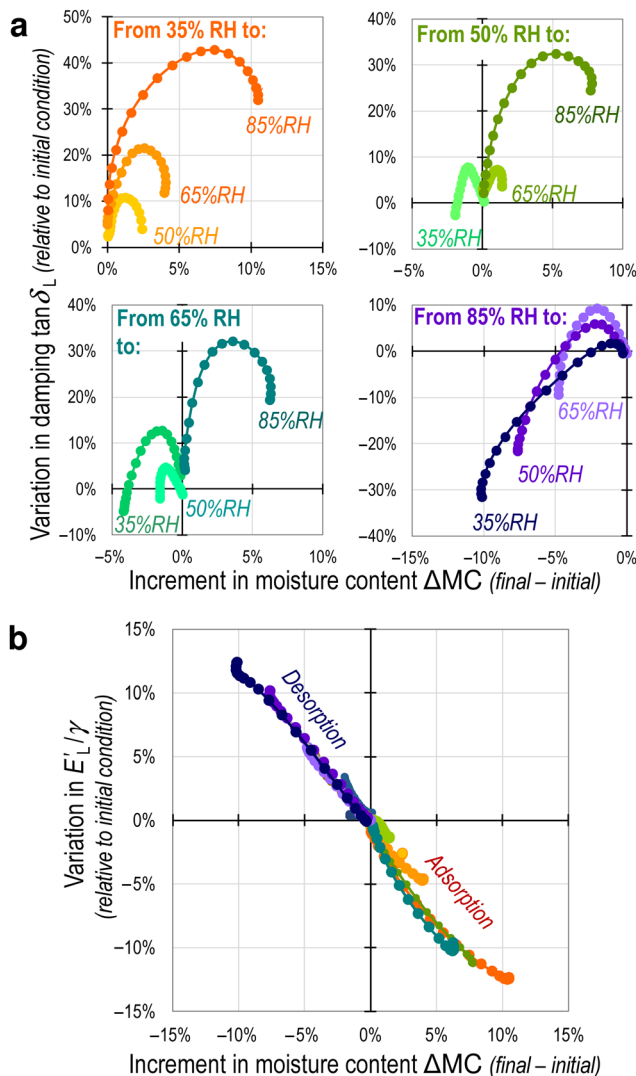 a
From 35% RH to:
50%
40%
30%
20%
10%
0%
85%RH
65%RH
50%RH
0%
5%
10%
15%
From 50% RH to:
40%
30%
20%
10%
0%
−10%
85%RH
65%RH
35%RH
−5%
0%
5%
10%
Variation in damping tanδL (relative to initial condition)
From 65% RH
to:
40%
30%
20%
10%
0%
−10%
85%RH
50%RH
35%RH
−5%
0%
5%
10%
From 85% RH to:
10%
0%
−10%
−20%
−30%
−40%
65%RH
50%RH
35%RH
−15%
−10%
−5%
0%
Increment in moisture content ΔMC (final – initial)
b
Variation in E′L/γ
(relative to initial condition)
15%
10%
5%
0%
−5%
−10%
−15%
Desorption
Adsorption
−15%
−10%
−5%
0%
5%
10%
15%
Increment in moisture content ΔMC (final – initial)